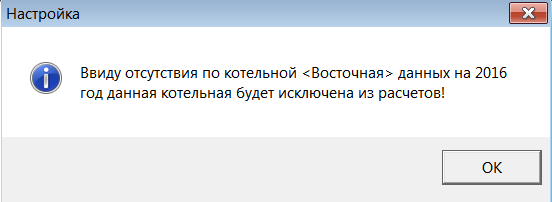 Настройка
Ввиду отсутствия по котельной <Восточная> данных на 2016
год данная котельная будет исключена из расчетов!
OK